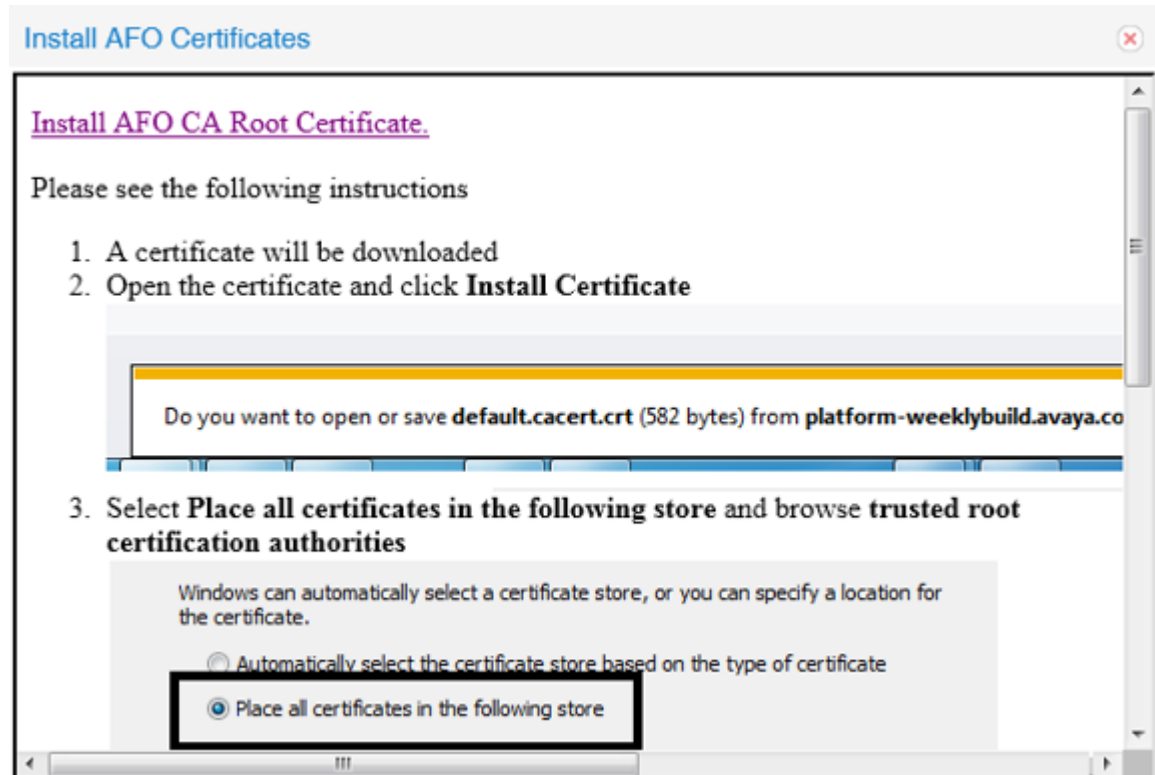 Install AFO Certificates
Install AFO CA Root Certificate.
Please see the following instructions
1. A certificate will be downloaded
2. Open the certificate and click Install Certificate
Do you want to open or save default.cacert.crt (582 bytes) from platform-weeklybuild.avaya.co
3. Select Place all certificates in the following store and browse trusted root
certification authorities
Windows can automatically select a certificate store, or you can specify a location for
the certificate.
Automatically select the certificate store based on the type of certificate
Place all certificates in the following store